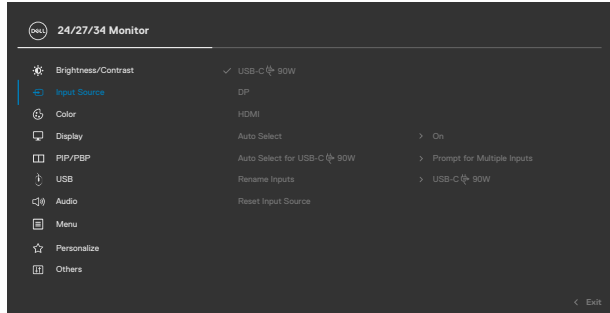 DELL 24/27/34 Monitor
Brightness/Contrast USB-C 90W
Input Source DP
Color HDMI
Display Auto Select > On
PIP/PBP Auto Select for USB-C 90W > Prompt for Multiple Inputs
USB Rename Inputs > USB-C 90W
Audio Reset Input Source
Menu
Personalize
Others
< Exit